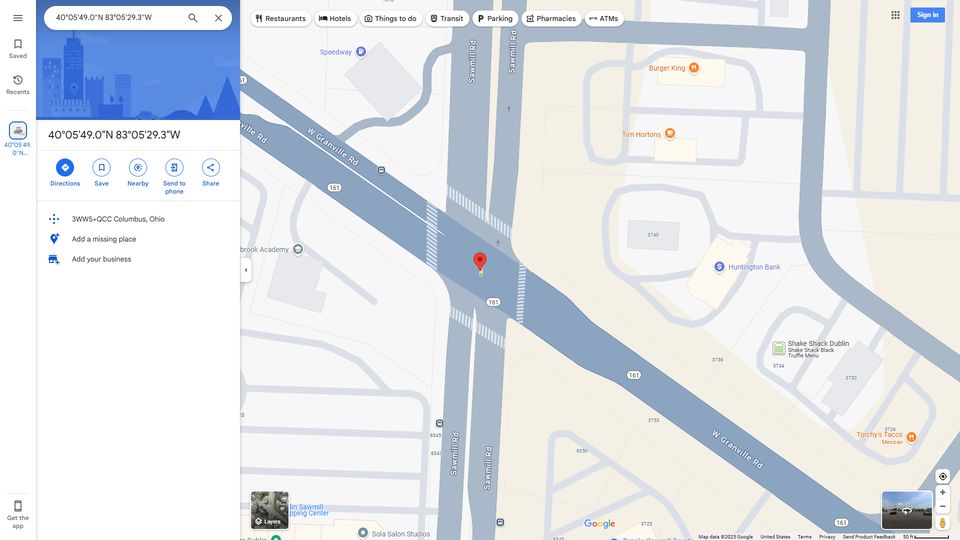 40°05'49.0"N 83°05'29.3"W
Restaurants
Hotels
Things to do
Transit
Parking
Pharmacies
ATMs
Sign in
Saved
Recents
40°05'49.
0"N...
40°05'49.0"N 83°05'29.3"W
Directions
Save
Nearby
Send to
phone
Share
3WW5+QCC Columbus, Ohio
Add a missing place
Add your business
Get the
app
Speedway
Sawmill Rd
Sawmill Rd
Burger King
Tim Hortons
W Granville Rd
ville Rd
161
brook Academy
3740
Huntington Bank
161
Shake Shack Dublin
Shake Shack Black
Truffle Menu
3736
3734
3730
161
3753
3726
Torchy's Tacos
Mexican
W Granville Rd
6345
6341
Sawmill Rd
Sawmill Rd
6350
Layers
lin Sawmill
pping Center
Sola Salon Studios
Google
3725
161
Map data ©2025 Google
United States
Terms
Privacy
Send Product Feedback
50 ft